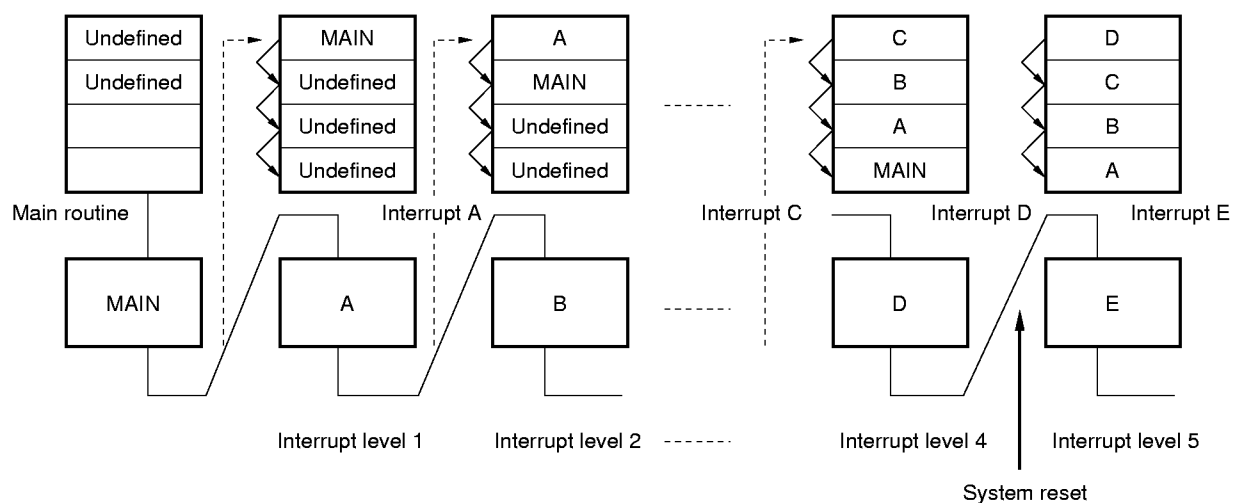 Undefined
Undefined
MAIN
Undefined
Undefined
Undefined
A
MAIN
Undefined
Undefined
C
B
A
MAIN
D
C
B
A
Main routine
Interrupt A
Interrupt C
Interrupt D
Interrupt E
MAIN
A
B
D
E
Interrupt level 1
Interrupt level 2
Interrupt level 4
Interrupt level 5
System reset